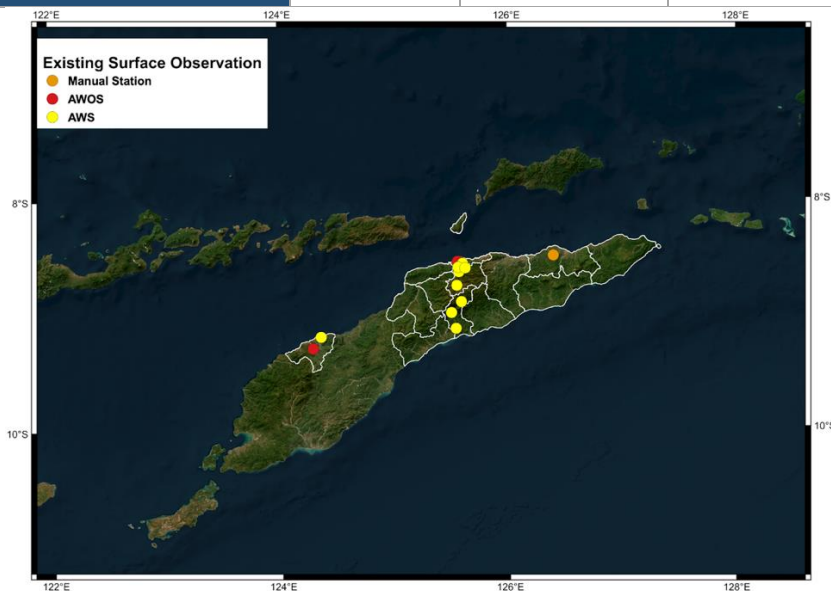 122°E 124°E 126°E 128°E
Existing Surface Observation
Manual Station
AWOS
AWS
8°S 8°S
10°S 10°S
122°E 124°E 126°E 128°E